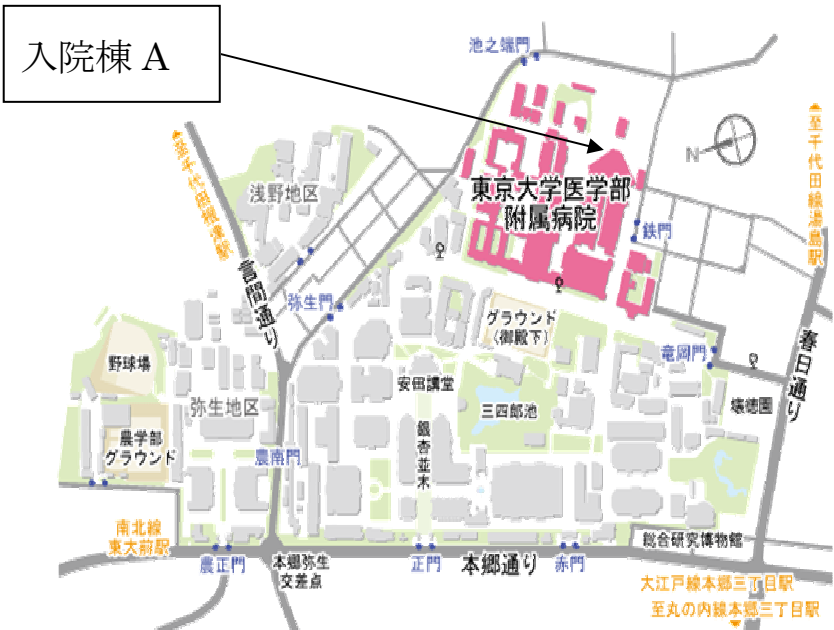 入院棟 A
池之端門
N
至千代田線湯島駅
至千代田線根津駅
浅野地区
東京大学医学部
附属病院
鉄門
言問通り
弥生門
グラウンド
(御殿下)
竜岡門
春日通り
野球場
安田講堂
三四郎池
弥生地区
懐徳園
農学部
グラウンド
銀杏並木
農南門
南北線
東大前駅
農正門
本郷弥生
交差点
正門
本郷通り
赤門
総合研究博物館
大江戸線本郷三丁目駅
至丸の内線本郷三丁目駅